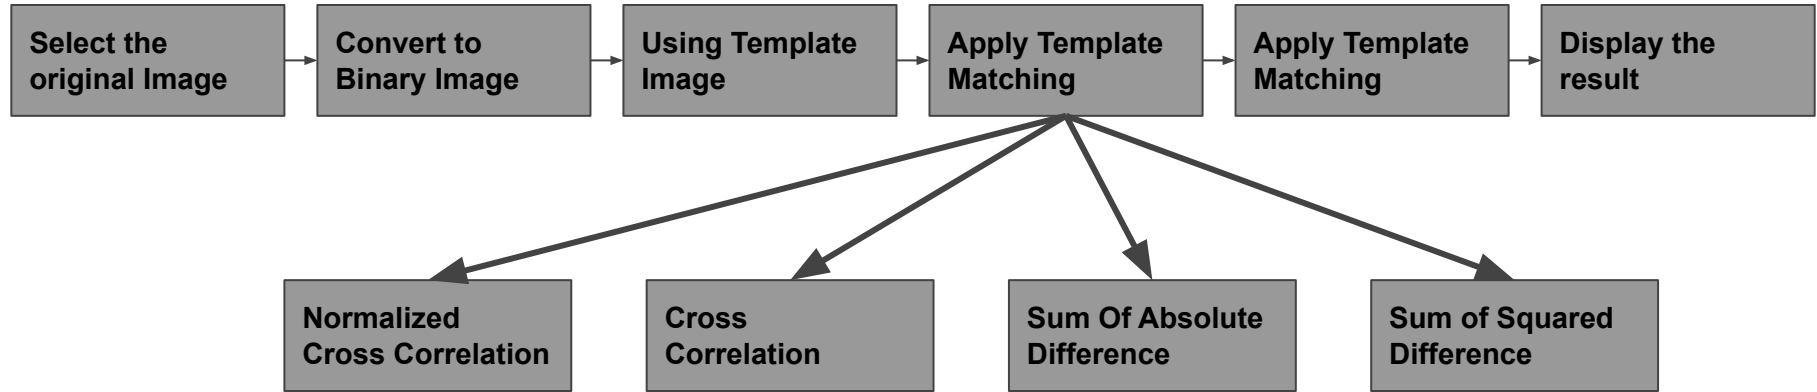 Select the
original Image
Convert to
Binary Image
Using Template
Image
Apply Template
Matching
Apply Template
Matching
Display the
result
Normalized
Cross Correlation
Cross
Correlation
Sum Of Absolute
Difference
Sum of Squared
Difference